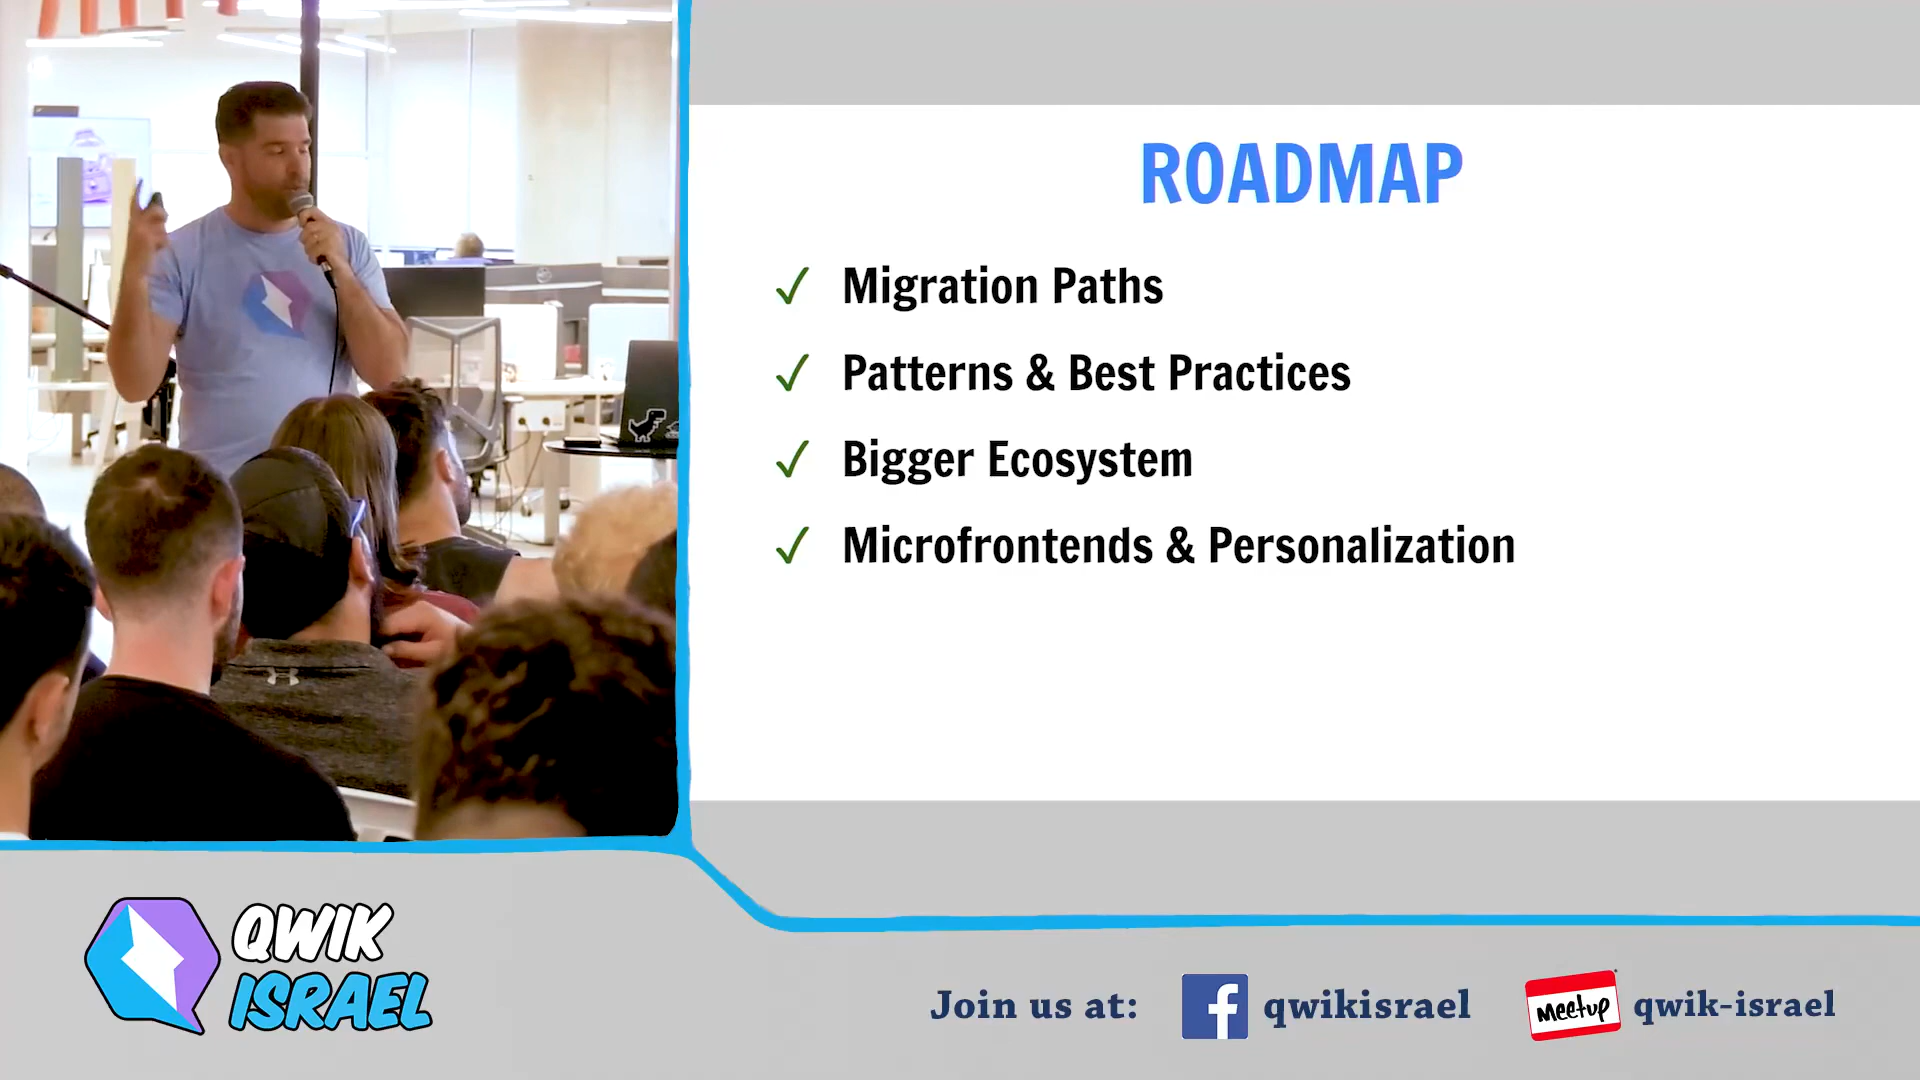 ROADMAP
✓ Migration Paths
✓ Patterns & Best Practices
✓ Bigger Ecosystem
✓ Microfrontends & Personalization
QWIK
ISRAEL
Join us at: f qwikisrael Meetup qwik-israel